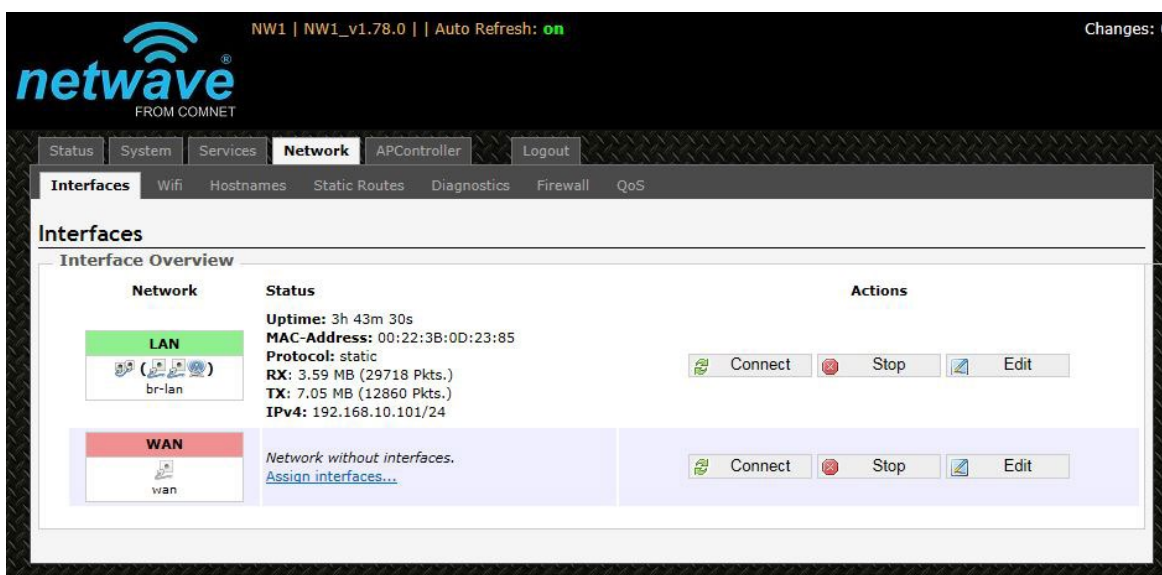 NW1 | NW1_v1.78.0 | | Auto Refresh: on
Changes:
netwave®
FROM COMNET
Status System Services Network APController Logout
Interfaces Wifi Hostnames Static Routes Diagnostics Firewall QoS
Interfaces
Interface Overview
Network Status Actions
LAN
( )
br-lan
Uptime: 3h 43m 30s
MAC-Address: 00:22:3B:0D:23:85
Protocol: static
RX: 3.59 MB (29718 Pkts.)
TX: 7.05 MB (12860 Pkts.)
IPv4: 192.168.10.101/24
Connect Stop Edit
WAN
wan
Network without interfaces.
Assign interfaces...
Connect Stop Edit